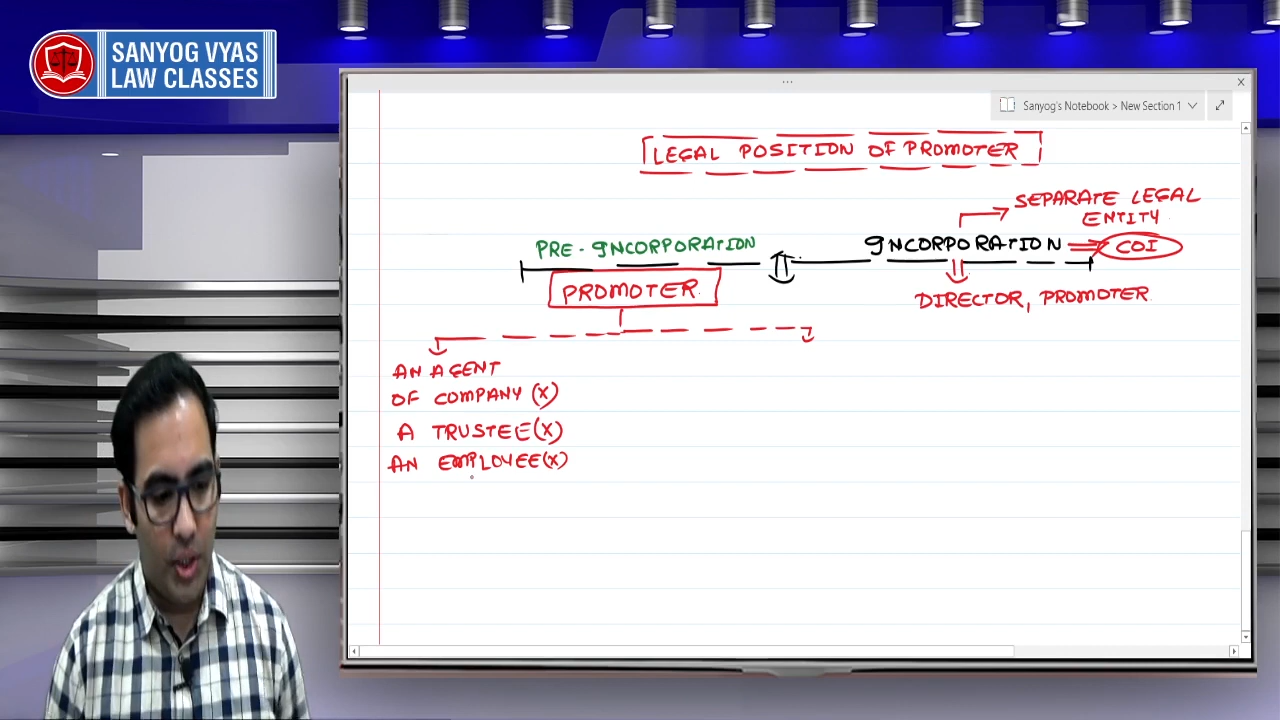 SANYOG VYAS
LAW CLASSES
Sanyog's Notebook > New Section 1
LEGAL POSITION OF PROMOTER
SEPARATE LEGAL
ENTITY
PRE-INCORPORATION
INCORPORATION
COI
PROMOTER
DIRECTOR, PROMOTER
AN AGENT
OF COMPANY (X)
A TRUSTEE (X)
AN EMPLOYEE (X)